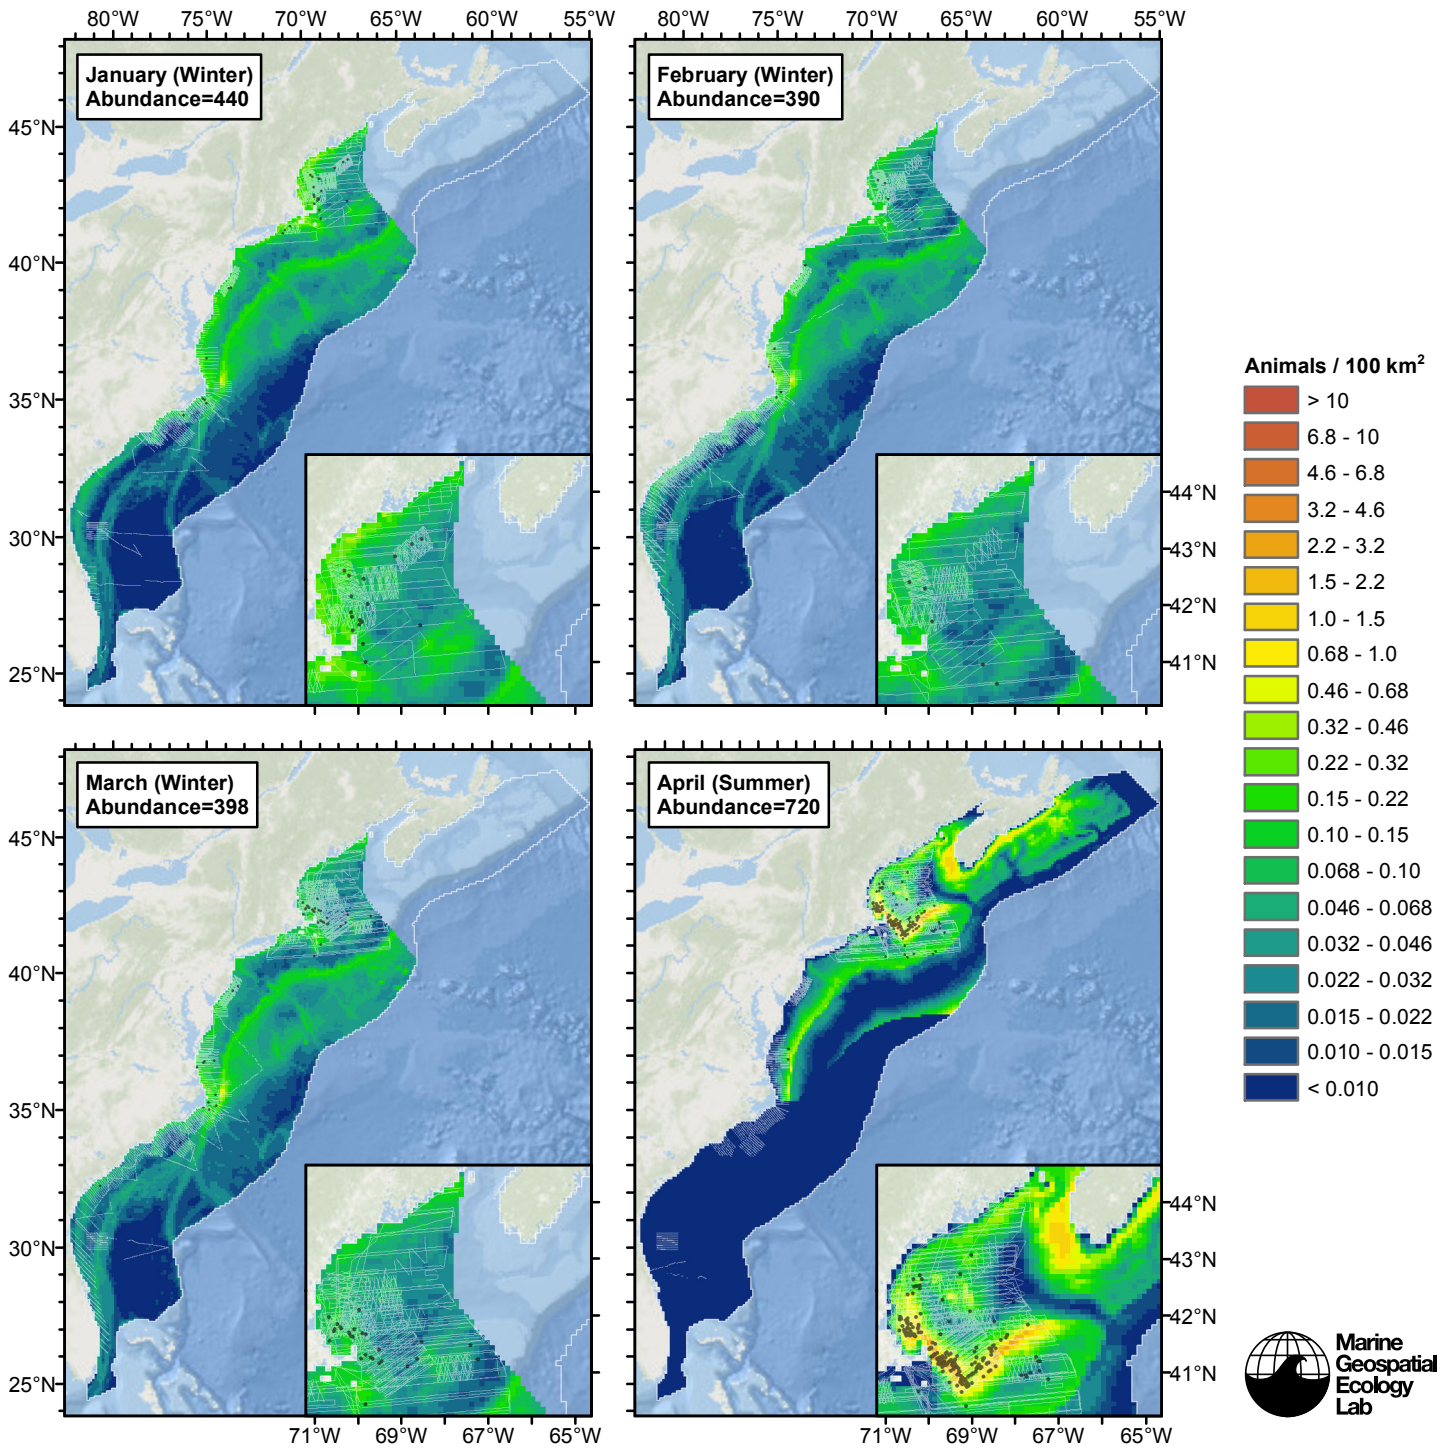 80°W 75°W 70°W 65°W 60°W 55°W
80°W 75°W 70°W 65°W 60°W 55°W
January (Winter)
Abundance=440
February (Winter)
Abundance=390
45°N
40°N
35°N
30°N
25°N
44°N
43°N
42°N
41°N
Animals / 100 km²
> 10
6.8 - 10
4.6 - 6.8
3.2 - 4.6
2.2 - 3.2
1.5 - 2.2
1.0 - 1.5
0.68 - 1.0
0.46 - 0.68
0.32 - 0.46
0.22 - 0.32
0.15 - 0.22
0.10 - 0.15
0.068 - 0.10
0.046 - 0.068
0.032 - 0.046
0.022 - 0.032
0.015 - 0.022
0.010 - 0.015
< 0.010
March (Winter)
Abundance=398
April (Summer)
Abundance=720
45°N
40°N
35°N
30°N
25°N
44°N
43°N
42°N
41°N
71°W 69°W 67°W 65°W
71°W 69°W 67°W 65°W
Marine
Geospatial
Ecology
Lab